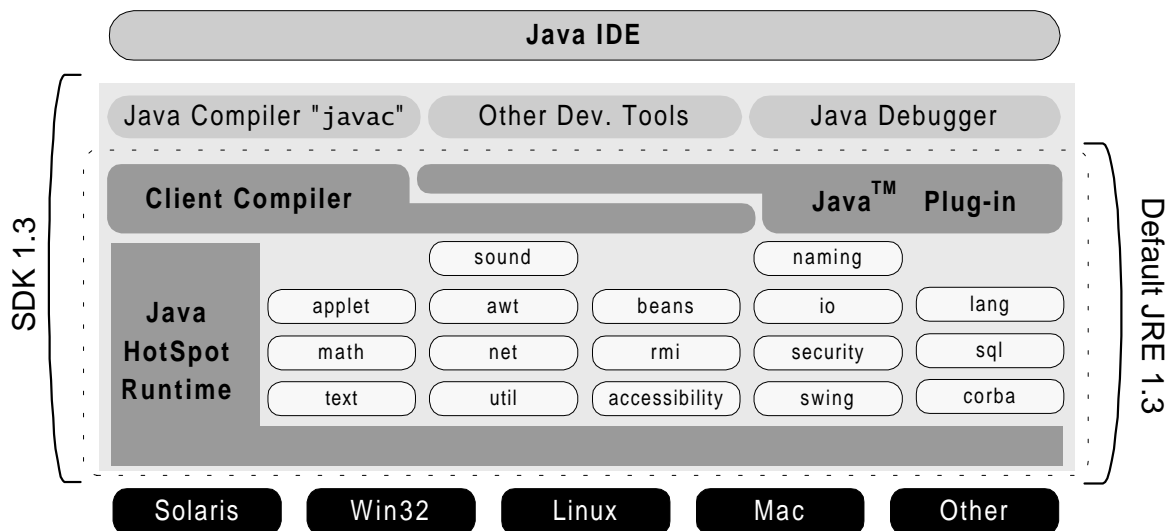 Java IDE
Java Compiler "javac"
Other Dev. Tools
Java Debugger
Client Compiler
Java™ Plug-in
SDK 1.3
Default JRE 1.3
Java
HotSpot
Runtime
sound
naming
applet
awt
beans
io
lang
math
net
rmi
security
sql
text
util
accessibility
swing
corba
Solaris
Win32
Linux
Mac
Other